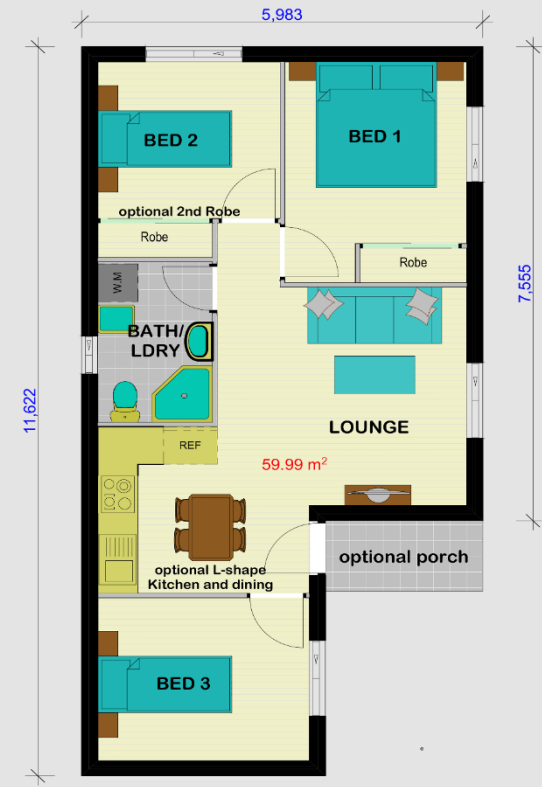 5,983
BED 2
BED 1
optional 2nd Robe
Robe
Robe
W.M
BATH/
LDRY
7,555
11,622
LOUNGE
REF
59.99 m²
optional porch
optional L-shape
Kitchen and dining
BED 3